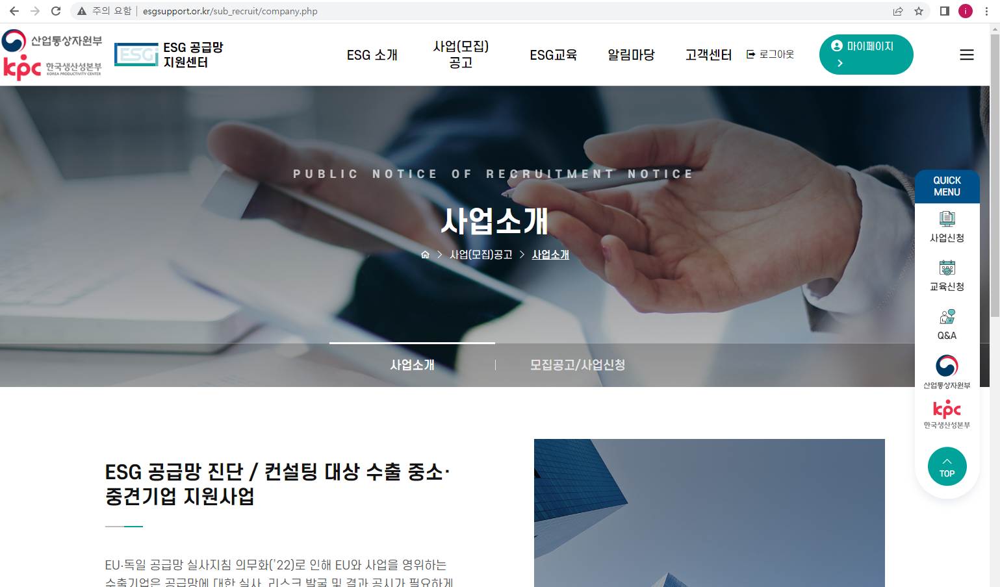 주의 요함
esgsupport.or.kr/sub_recruit/company.php
i
산업통상자원부
kpc 한국생산성본부
KOREA PRODUCTIVITY CENTER
ESG
ESG 공급망
지원센터
ESG 소개
사업(모집)
공고
ESG교육
알림마당
고객센터
로그아웃
마이페이지
PUBLIC NOTICE OF RECRUITMENT NOTICE
사업소개
사업(모집)공고
사업소개
사업소개
모집공고/사업신청
QUICK
MENU
사업신청
교육신청
Q&A
산업통상자원부
kpc
한국생산성본부
TOP
ESG 공급망 진단 / 컨설팅 대상 수출 중소·
중견기업 지원사업
EU·독일 공급망 실사지침 의무화('22)로 인해 EU와 사업을 영위하는
수출기업은 공급망에 대한 실사, 리스크 발굴 및 결과 공시가 필요하게